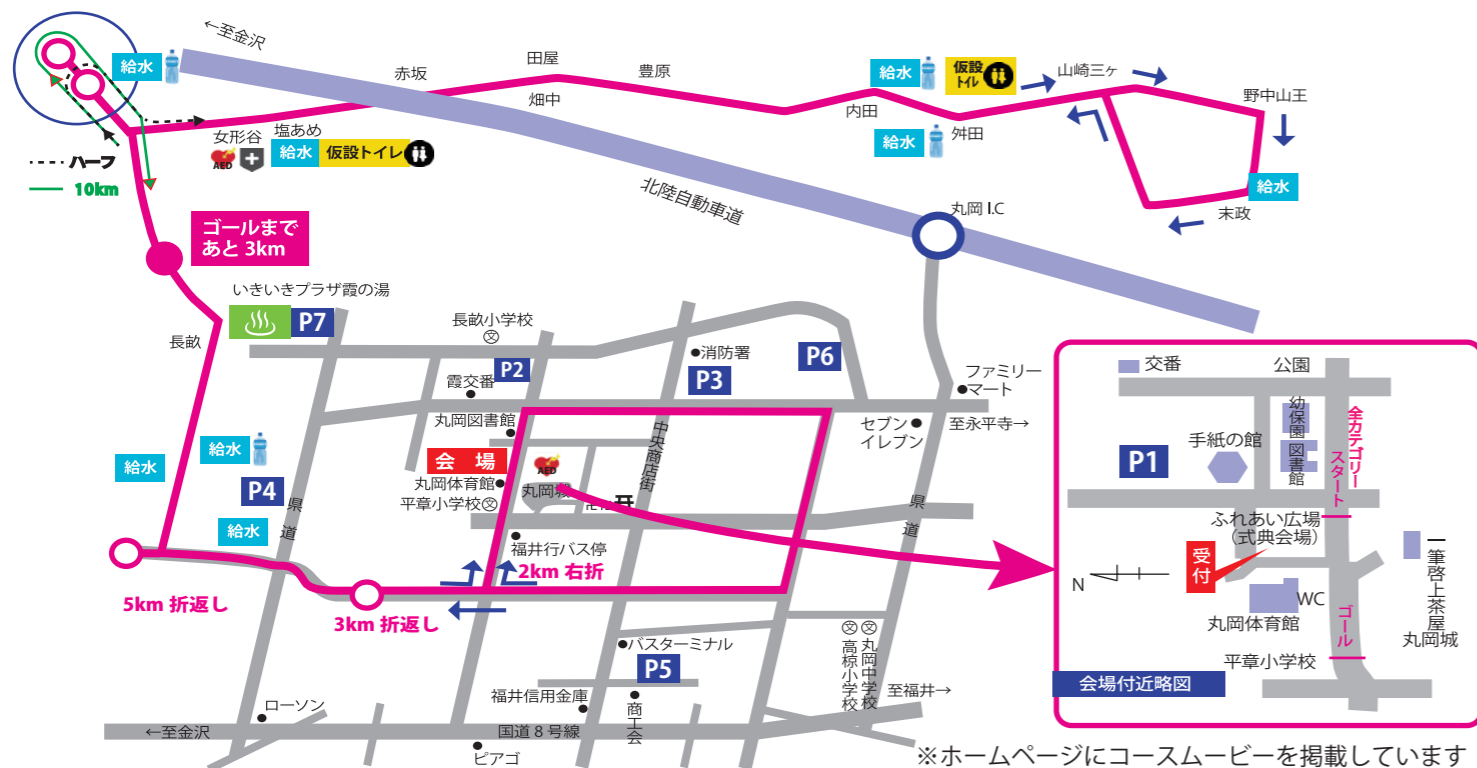 ←至金沢
給水
赤坂
田屋
豊原
畑中
給水
仮設
トイレ
山崎三ヶ
野中山王
内田
給水
舛田
給水
末政
女形谷
塩あめ
AED
給水
仮設トイレ
ハーフ
10km
北陸自動車道
丸岡 I.C
ゴールまで
あと 3km
いきいきプラザ霞の湯
P7
長畝
長畝小学校
文
P2
霞交番
丸岡図書館
消防署
P3
P6
ファミリー
マート
セブン
イレブン
至永平寺→
中央商店街
会 場
AED
丸岡体育館
平章小学校文
丸岡城
福井行バス停
2km 右折
給水
給水
P4
給水
県道
県道
5km 折返し
3km 折返し
バスターミナル
P5
福井信用金庫
商工会
文文
高椋小学校
丸岡中学校
至福井→
ローソン
←至金沢
国道 8 号線
ピアゴ
交番
公園
幼保園
図書館
手紙の館
P1
全カテゴリー
スタート
ふれあい広場
(式典会場)
受付
N
WC
丸岡体育館
ゴール
平章小学校
一筆啓上茶屋
丸岡城
会場付近略図
※ホームページにコースムービーを掲載しています